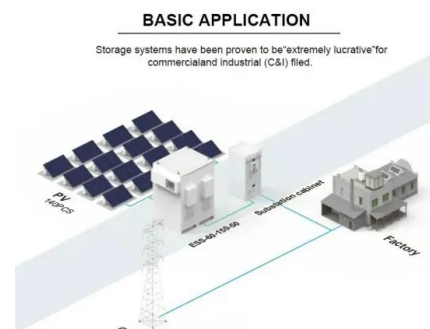 BASIC APPLICATION
Storage systems have been proven to be“extremely lucrative”for
commercialand industrial (C&I) filed.
PV
140PCS
ESS-60-150-50
Substation cabinet
Factory